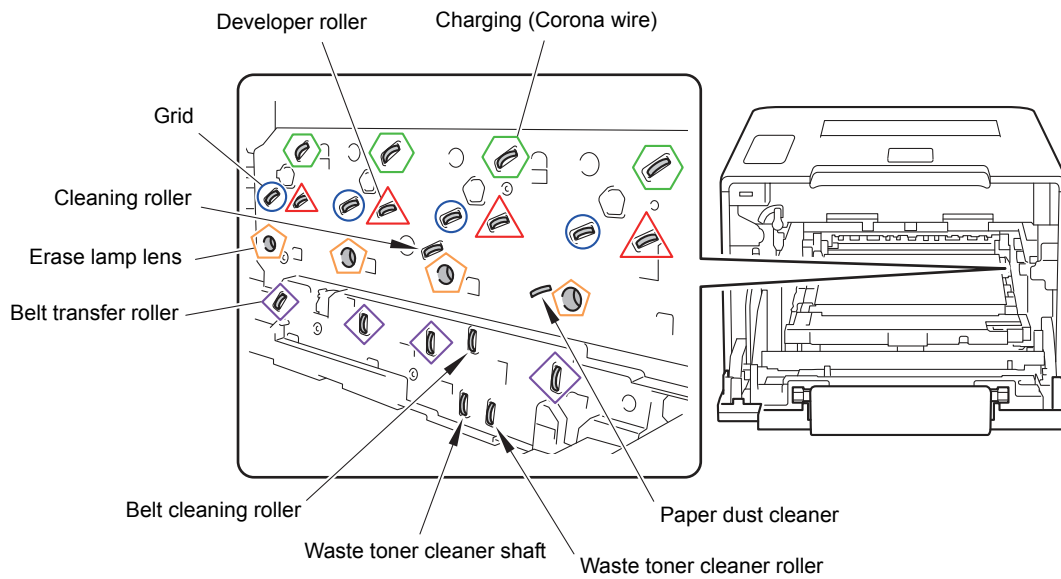 Developer roller
Charging (Corona wire)
Grid
Cleaning roller
Erase lamp lens
Belt transfer roller
Belt cleaning roller
Paper dust cleaner
Waste toner cleaner shaft
Waste toner cleaner roller